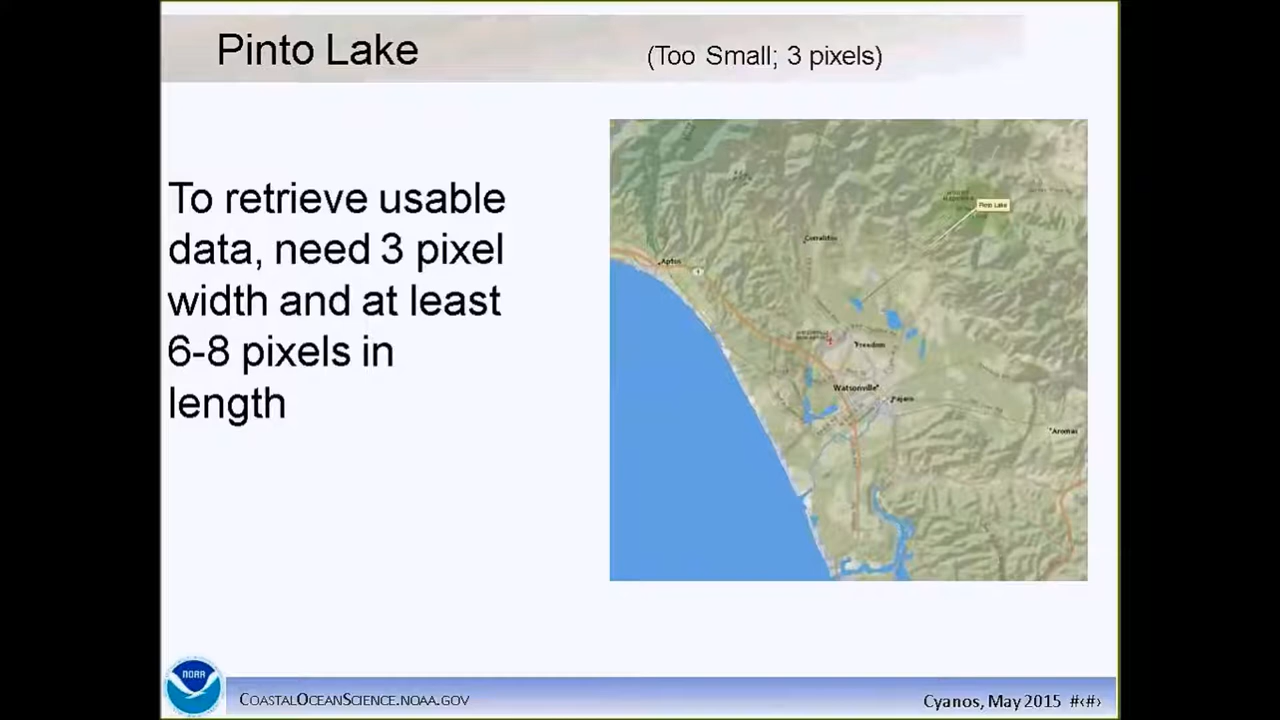 Pinto Lake
(Too Small; 3 pixels)
To retrieve usable
data, need 3 pixel
width and at least
6-8 pixels in
length
Pinto Lake
Corralitos
Aptos
1
Freedom
Watsonville
Pajaro
Aromas
NOAA
COASTALOCEANSCIENCE.NOAA.GOV
Cyanos, May 2015 #‹#›